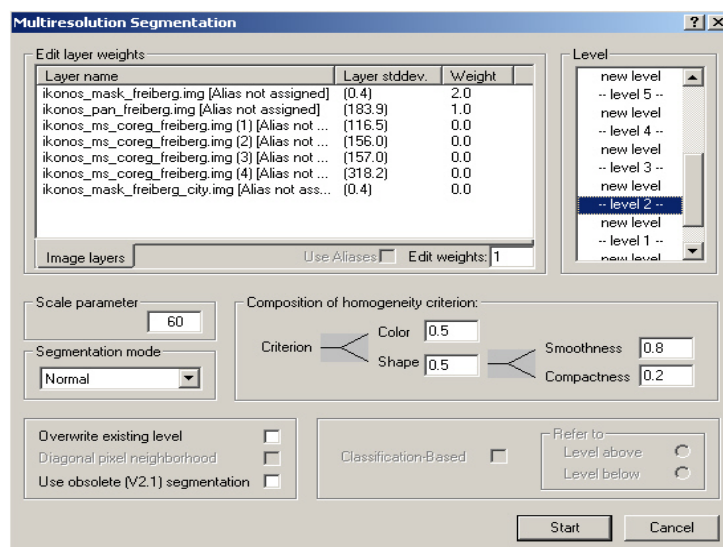 Multiresolution Segmentation
Edit layer weights
Layer name Layer stddev. Weight
ikonos_mask_freiberg.img [Alias not assigned] (0.4) 2.0
ikonos_pan_freiberg.img [Alias not assigned] (183.9) 1.0
ikonos_ms_coreg_freiberg.img (1) [Alias not ... (116.5) 0.0
ikonos_ms_coreg_freiberg.img (2) [Alias not ... (156.0) 0.0
ikonos_ms_coreg_freiberg.img (3) [Alias not ... (157.0) 0.0
ikonos_ms_coreg_freiberg.img (4) [Alias not ... (318.2) 0.0
ikonos_mask_freiberg_city.img [Alias not ass... (0.4) 0.0
Image layers Use Aliases Edit weights: 1
Level
new level
-- level 5 --
new level
-- level 4 --
new level
-- level 3 --
new level
-- level 2 --
new level
-- level 1 --
new level
Scale parameter
60
Segmentation mode
Normal
Composition of homogeneity criterion:
Criterion
Color 0.5
Shape 0.5
Smoothness 0.8
Compactness 0.2
Overwrite existing level
Diagonal pixel neighborhood
Use obsolete (V2.1) segmentation
Classification-Based
Refer to
Level above
Level below
Start Cancel